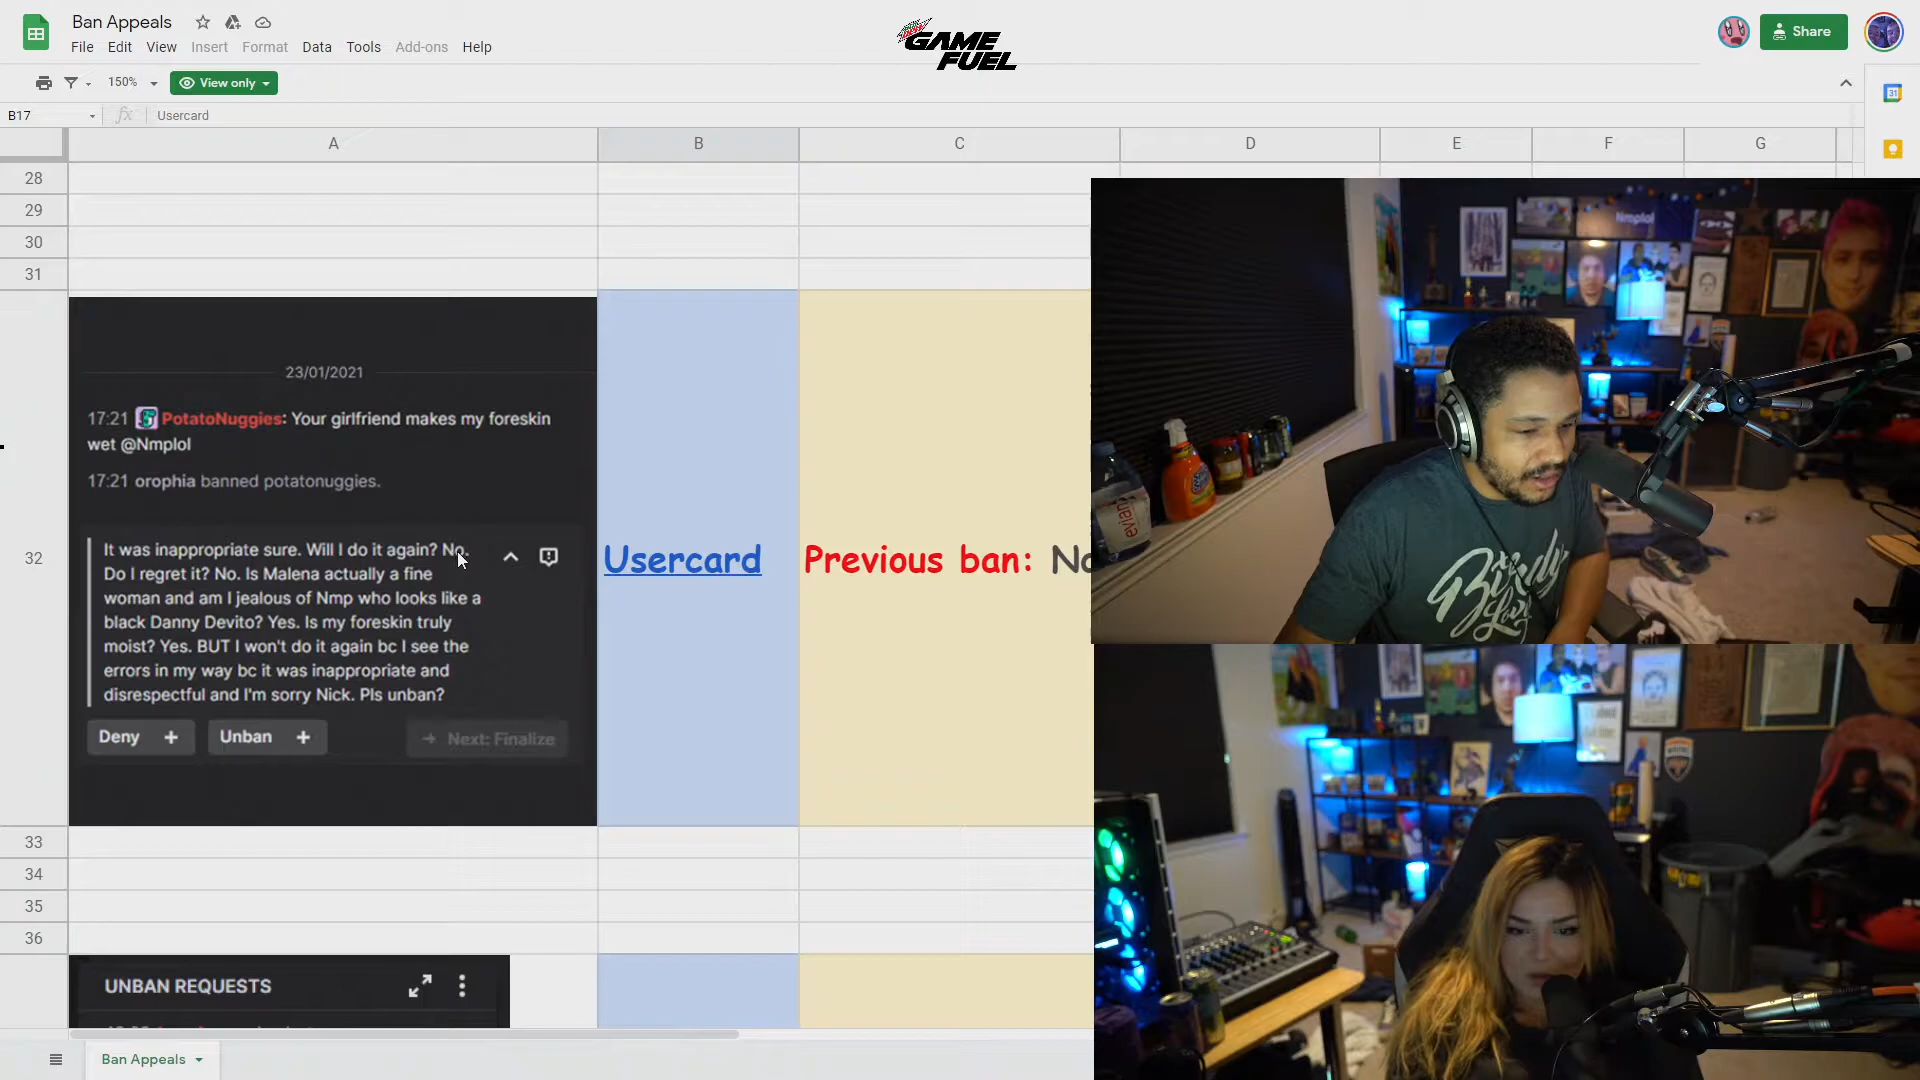 Ban Appeals
File Edit View Insert Format Data Tools Add-ons Help
GAME
FUEL
Share
150% View only
B17 fx Usercard
31
A B C D E F G
28
29
30
31
23/01/2021
17:21 PotatoNuggies: Your girlfriend makes my foreskin
wet @Nmplol
17:21 orophia banned potatonuggies.
It was inappropriate sure. Will I do it again? No.
Do I regret it? No. Is Malena actually a fine
woman and am I jealous of Nmp who looks like a
black Danny Devito? Yes. Is my foreskin truly
moist? Yes. BUT I won't do it again bc I see the
errors in my way bc it was inappropriate and
disrespectful and I'm sorry Nick. Pls unban?
Deny + Unban + → Next: Finalize
32
Usercard
Previous ban: No
Nmplol
evian
33
34
35
36
UNBAN REQUESTS
Ban Appeals